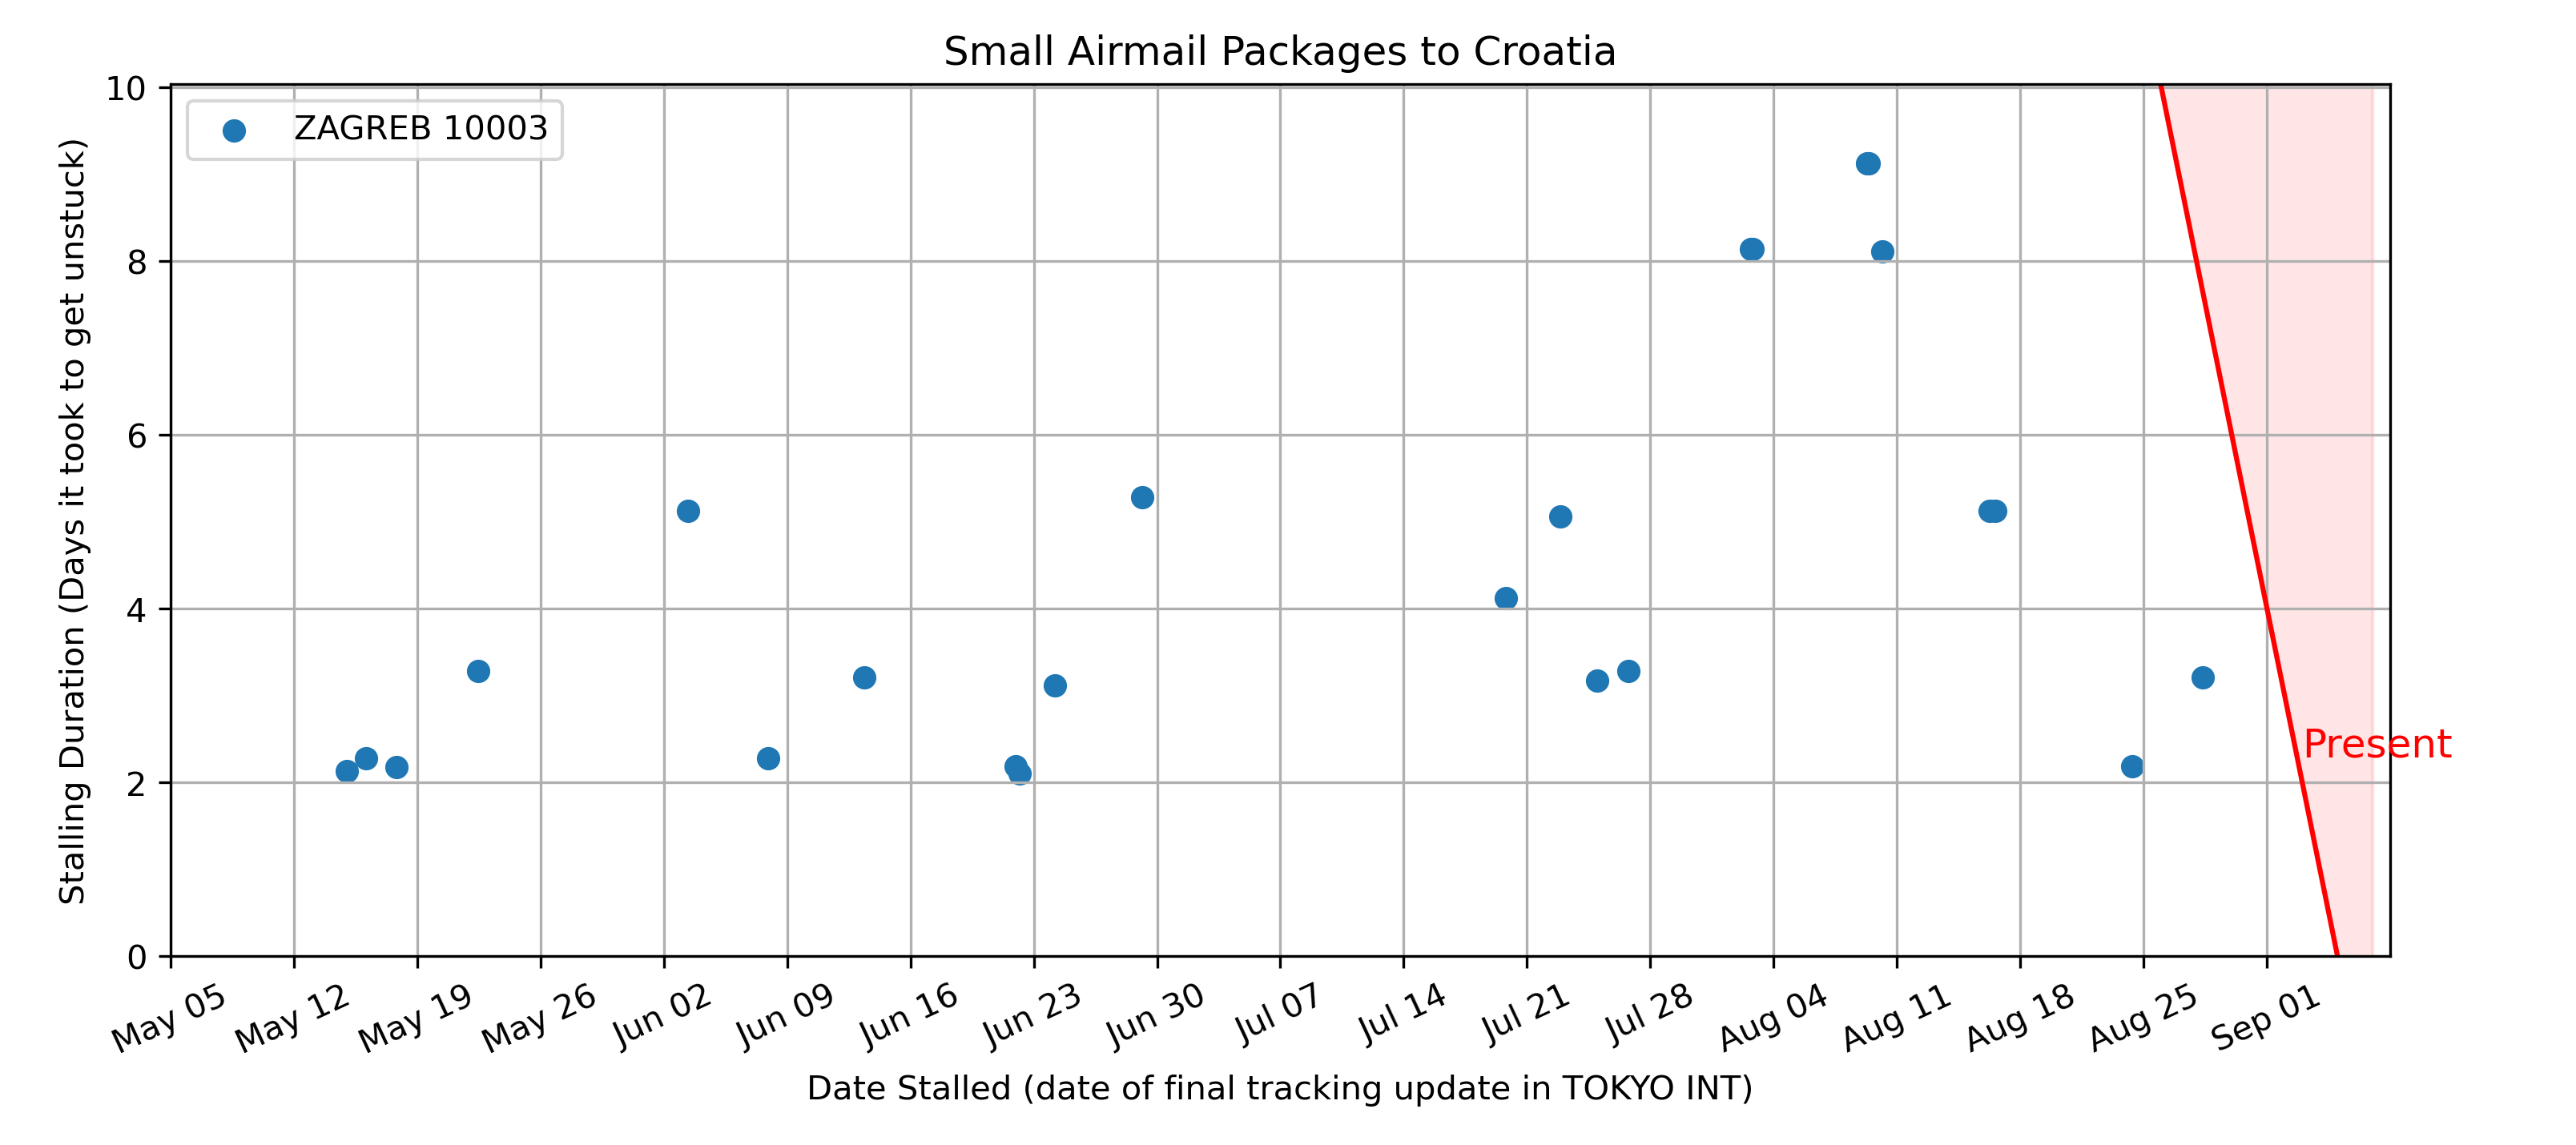 Small Airmail Packages to Croatia
ZAGREB 10003
Stalling Duration (Days it took to get unstuck)
10
8
6
4
2
0
Present
May 05
May 12
May 19
May 26
Jun 02
Jun 09
Jun 16
Jun 23
Jun 30
Jul 07
Jul 14
Jul 21
Jul 28
Aug 04
Aug 11
Aug 18
Aug 25
Sep 01
Date Stalled (date of final tracking update in TOKYO INT)